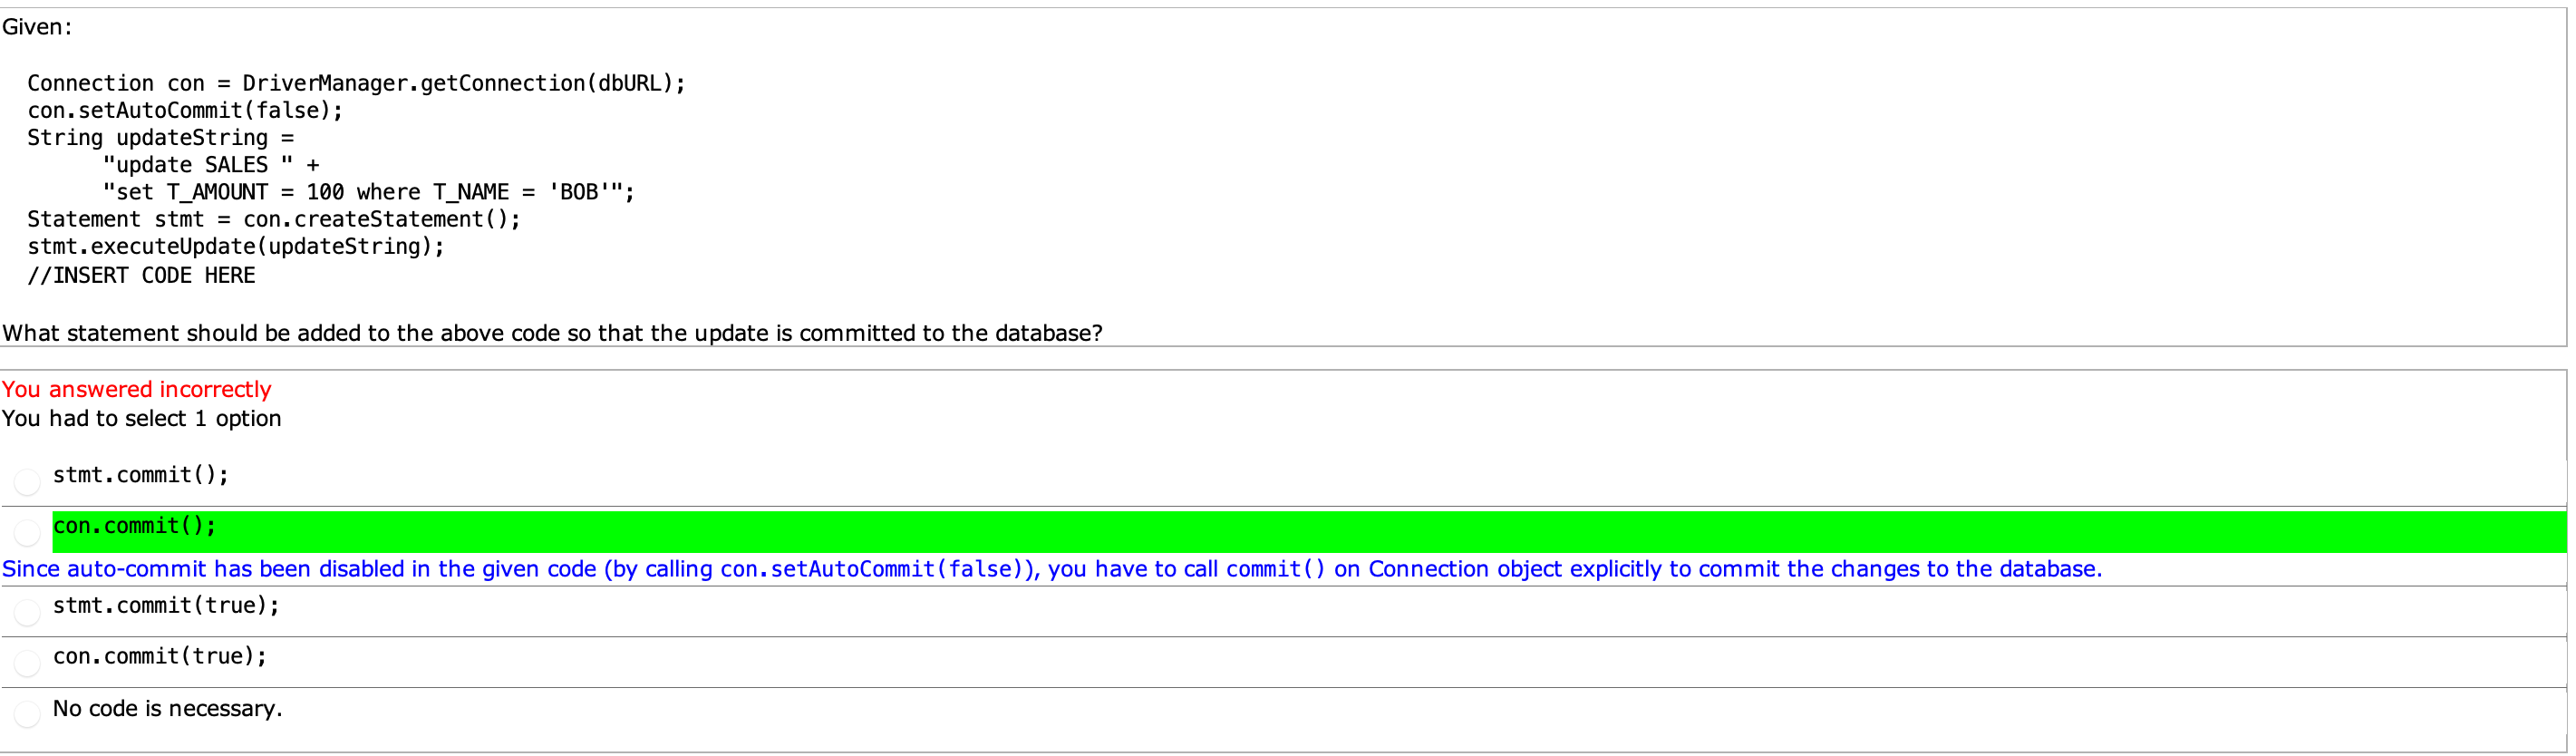 Given:
Connection con = DriverManager.getConnection(dbURL);
con.setAutoCommit(false);
String updateString =
"update SALES " +
"set T_AMOUNT = 100 where T_NAME = 'BOB'";
Statement stmt = con.createStatement();
stmt.executeUpdate(updateString);
//INSERT CODE HERE
What statement should be added to the above code so that the update is committed to the database?
You answered incorrectly
You had to select 1 option
stmt.commit();
con.commit();
Since auto-commit has been disabled in the given code (by calling con.setAutoCommit(false)), you have to call commit() on Connection object explicitly to commit the changes to the database.
stmt.commit(true);
con.commit(true);
No code is necessary.